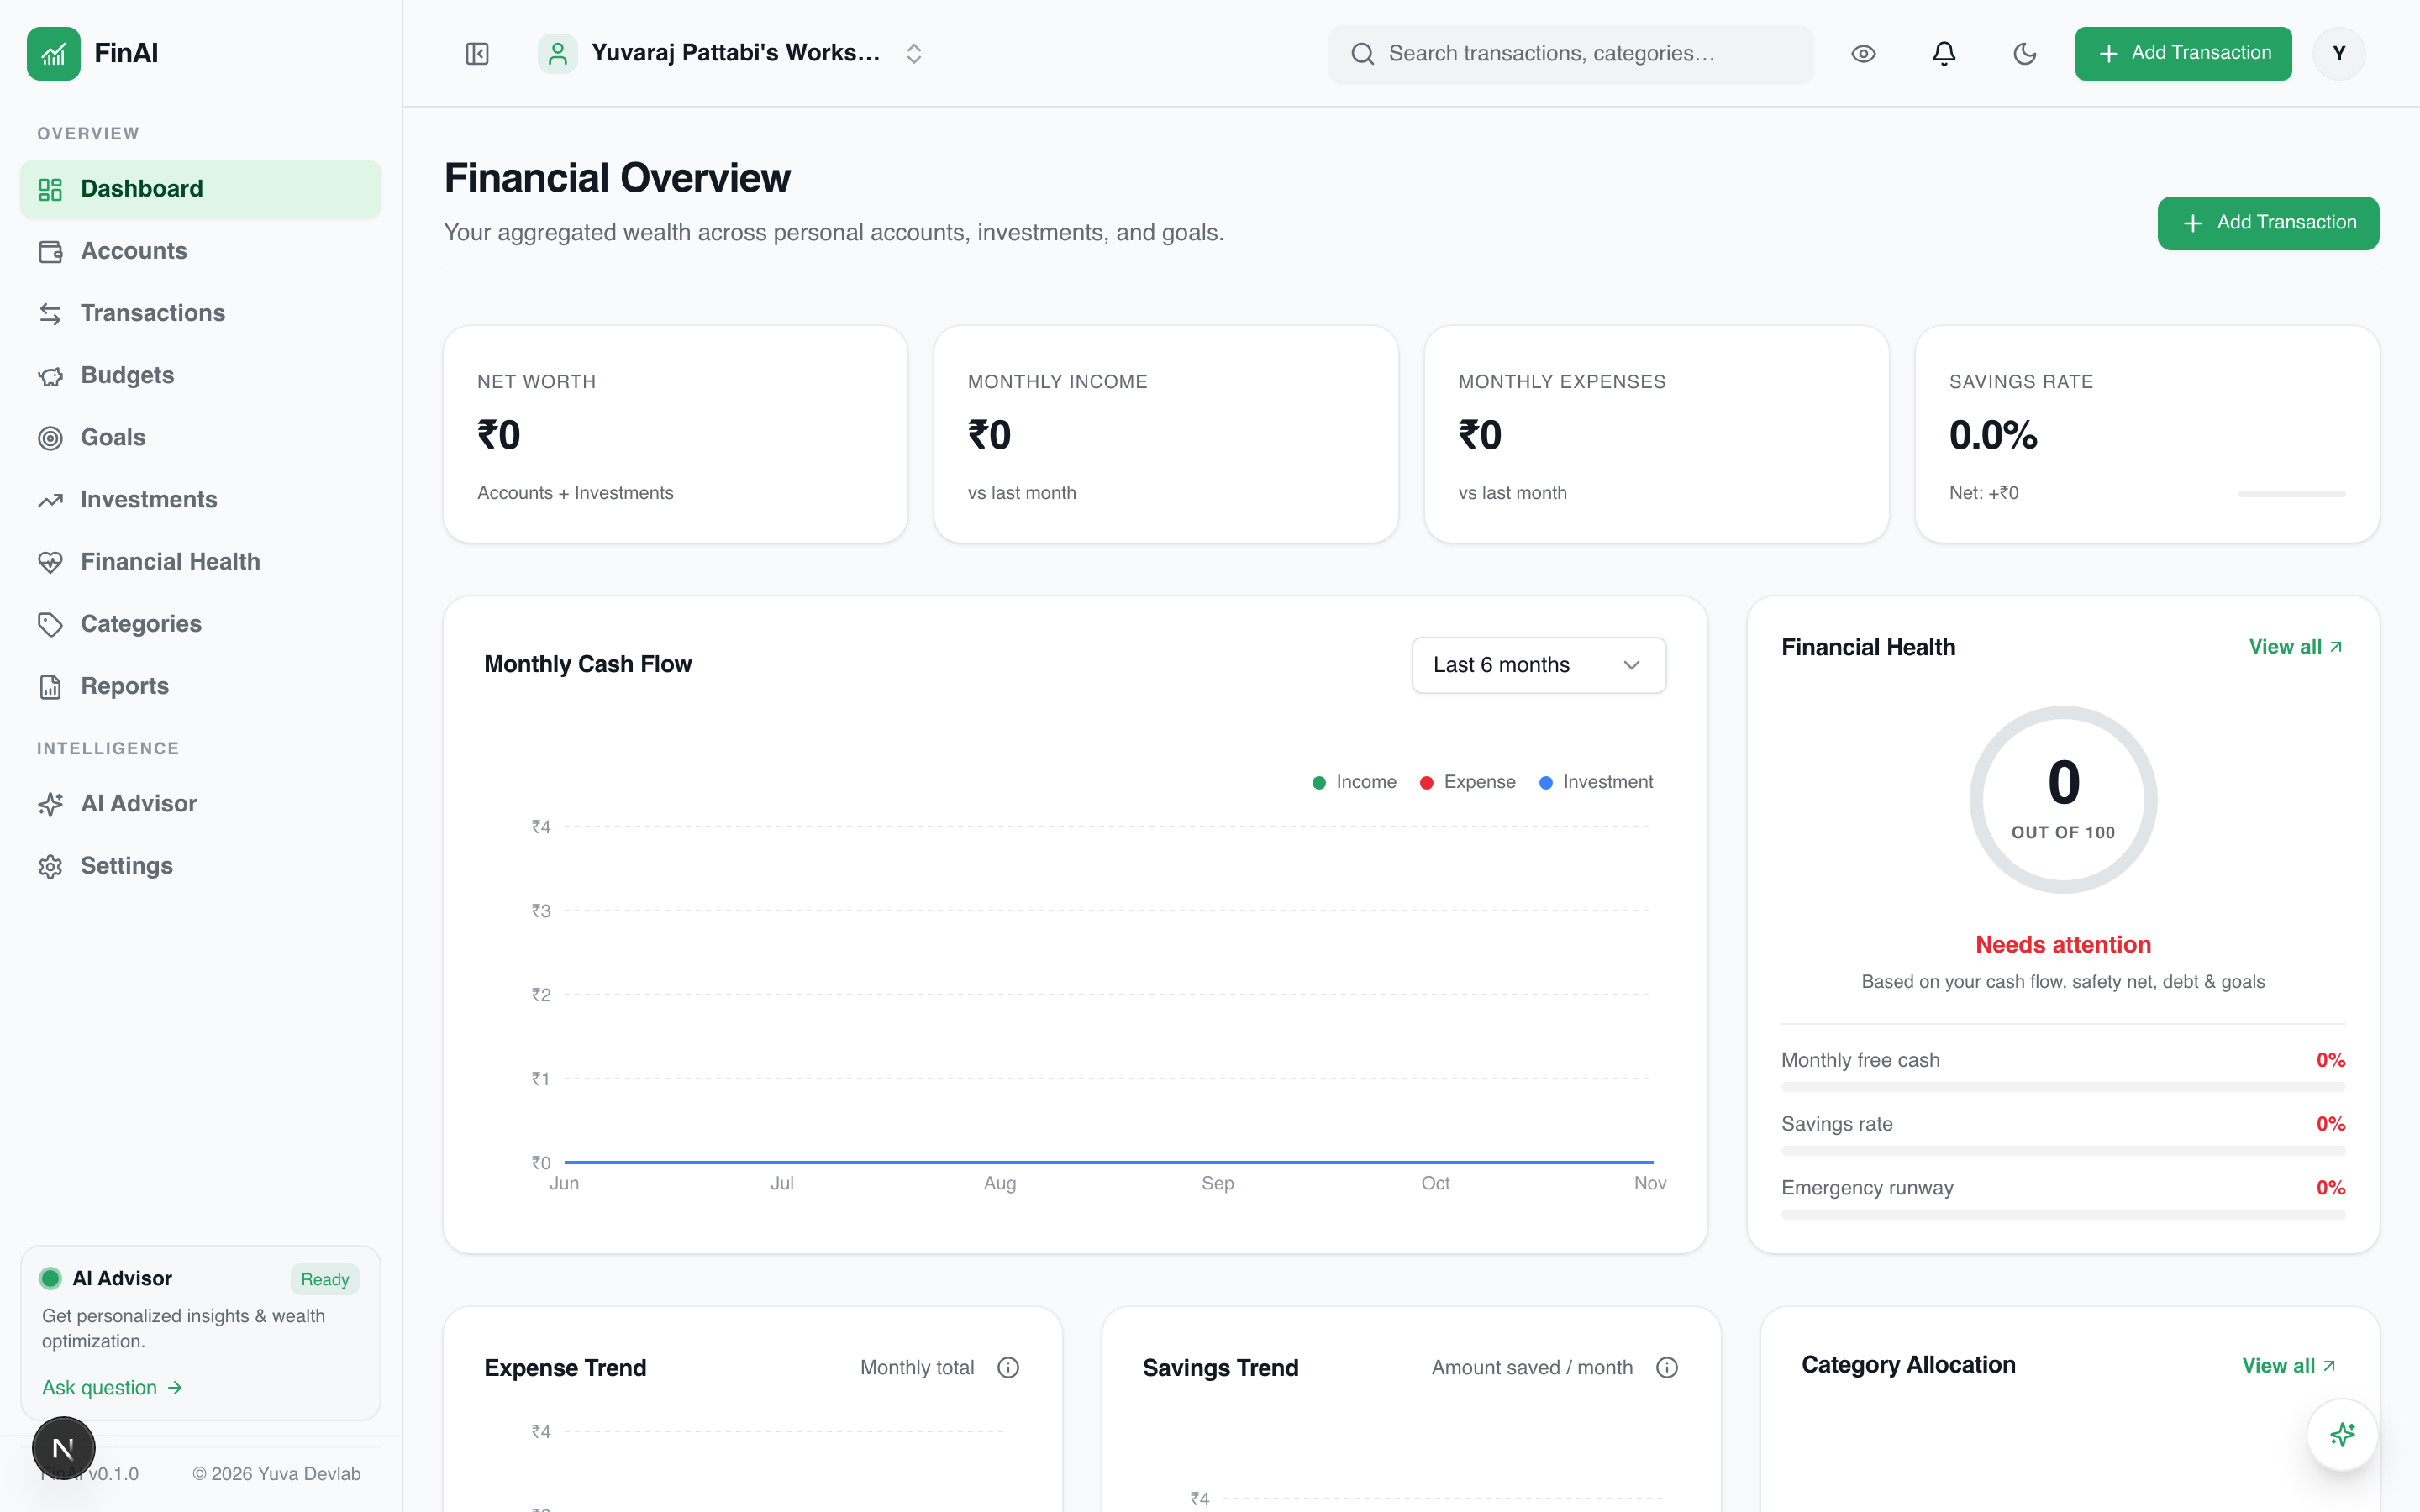 FinAI
OVERVIEW
Dashboard
Accounts
Transactions
Budgets
Goals
Investments
Financial Health
Categories
Reports
INTELLIGENCE
AI Advisor
Settings
AI Advisor
Ready
Get personalized insights & wealth
optimization.
Ask question
N
FinAI v0.1.0
© 2026 Yuva Devlab
Yuvaraj Pattabi's Works...
Search transactions, categories...
Add Transaction
Y
Financial Overview
Your aggregated wealth across personal accounts, investments, and goals.
Add Transaction
NET WORTH
₹0
Accounts + Investments
MONTHLY INCOME
₹0
vs last month
MONTHLY EXPENSES
₹0
vs last month
SAVINGS RATE
0.0%
Net: +₹0
Monthly Cash Flow
Last 6 months
Income
Expense
Investment
₹4
₹3
₹2
₹1
₹0
Jun
Jul
Aug
Sep
Oct
Nov
Financial Health
View all
0
OUT OF 100
Needs attention
Based on your cash flow, safety net, debt & goals
Monthly free cash
0%
Savings rate
0%
Emergency runway
0%
Expense Trend
Monthly total
₹4
Savings Trend
Amount saved / month
₹4
Category Allocation
View all